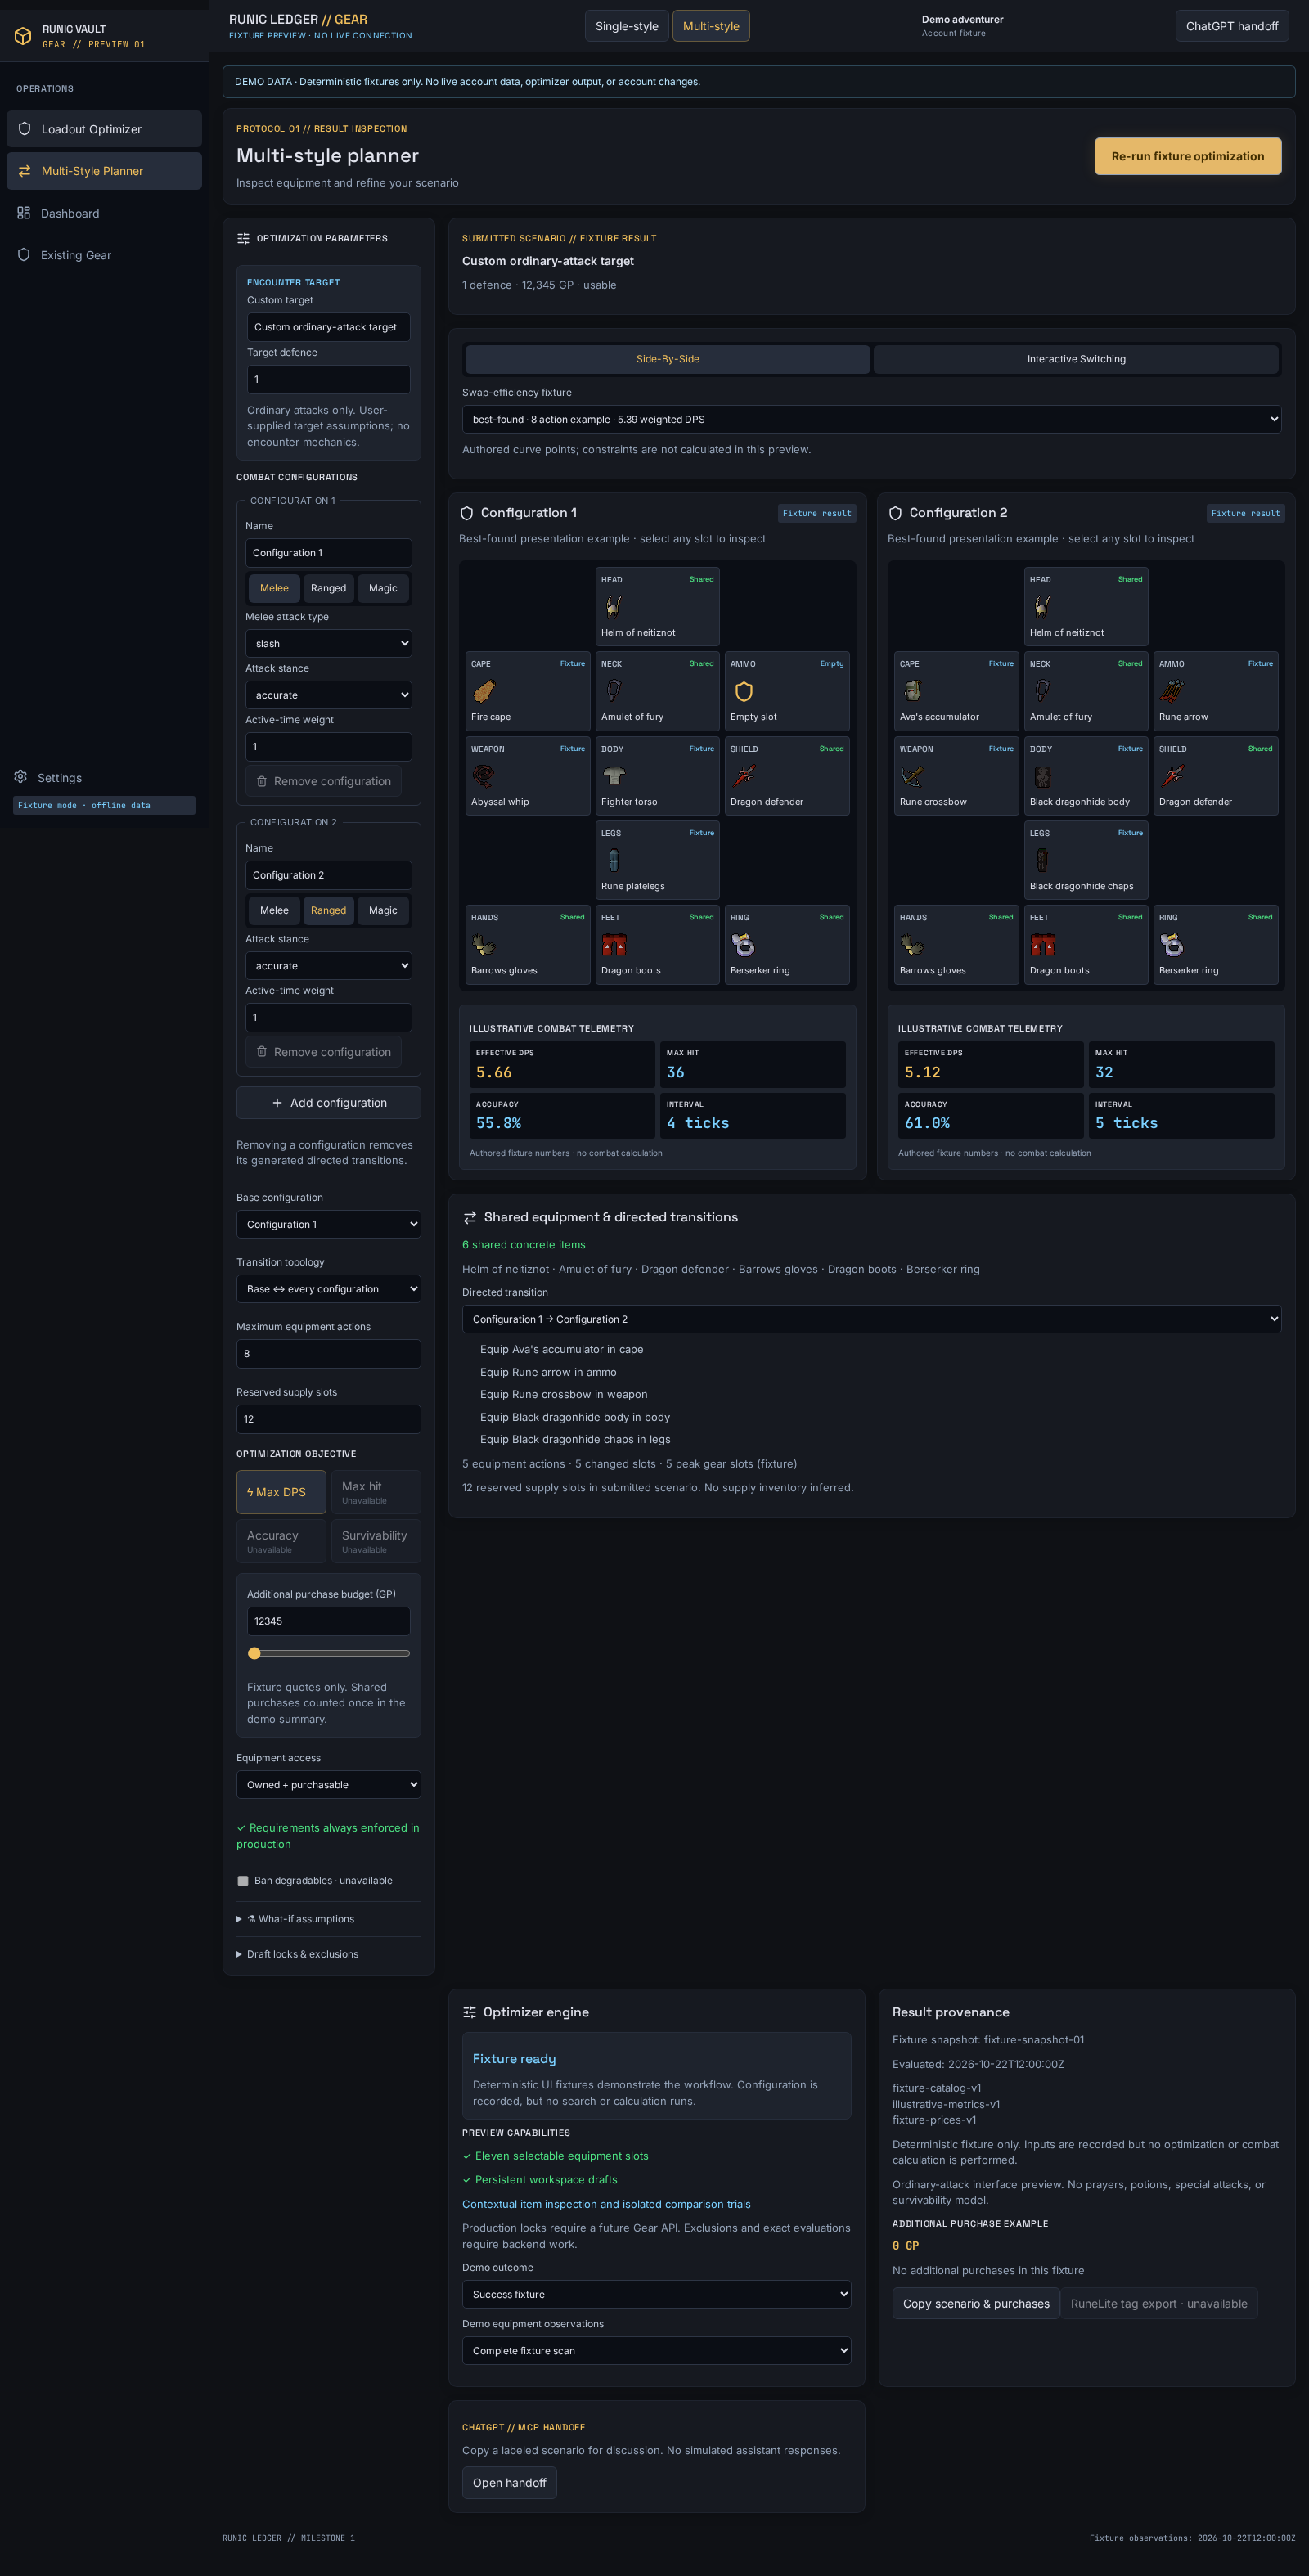 RUNIC VAULT
GEAR // PREVIEW 01
OPERATIONS
Loadout Optimizer
Multi-Style Planner
Dashboard
Existing Gear
Settings
Fixture mode · offline data
RUNIC LEDGER // GEAR
FIXTURE PREVIEW · NO LIVE CONNECTION
Single-style
Multi-style
Demo adventurer
Account fixture
ChatGPT handoff
DEMO DATA · Deterministic fixtures only. No live account data, optimizer output, or account changes.
PROTOCOL 01 // RESULT INSPECTION
Multi-style planner
Inspect equipment and refine your scenario
Re-run fixture optimization
OPTIMIZATION PARAMETERS
ENCOUNTER TARGET
Custom target
Custom ordinary-attack target
Target defence
1
Ordinary attacks only. User-
supplied target assumptions; no
encounter mechanics.
COMBAT CONFIGURATIONS
CONFIGURATION 1
Name
Configuration 1
Melee
Ranged
Magic
Melee attack type
slash
Attack stance
accurate
Active-time weight
1
Remove configuration
CONFIGURATION 2
Name
Configuration 2
Melee
Ranged
Magic
Attack stance
accurate
Active-time weight
1
Remove configuration
+ Add configuration
Removing a configuration removes
its generated directed transitions.
Base configuration
Configuration 1
Transition topology
Base ↔ every configuration
Maximum equipment actions
8
Reserved supply slots
12
OPTIMIZATION OBJECTIVE
ϟ Max DPS
Max hit
Unavailable
Accuracy
Unavailable
Survivability
Unavailable
Additional purchase budget (GP)
12345
Fixture quotes only. Shared
purchases counted once in the
demo summary.
Equipment access
Owned + purchasable
✓ Requirements always enforced in
production
Ban degradables · unavailable
▶ ⚗ What-if assumptions
▶ Draft locks & exclusions
SUBMITTED SCENARIO // FIXTURE RESULT
Custom ordinary-attack target
1 defence · 12,345 GP · usable
Side-By-Side
Interactive Switching
Swap-efficiency fixture
best-found · 8 action example · 5.39 weighted DPS
Authored curve points; constraints are not calculated in this preview.
Configuration 1
Fixture result
Best-found presentation example · select any slot to inspect
HEAD Shared
Helm of neitiznot
CAPE Fixture
Fire cape
NECK Shared
Amulet of fury
AMMO Empty
Empty slot
WEAPON Fixture
Abyssal whip
BODY Fixture
Fighter torso
SHIELD Shared
Dragon defender
LEGS Fixture
Rune platelegs
HANDS Shared
Barrows gloves
FEET Shared
Dragon boots
RING Shared
Berserker ring
ILLUSTRATIVE COMBAT TELEMETRY
EFFECTIVE DPS
5.66
MAX HIT
36
ACCURACY
55.8%
INTERVAL
4 ticks
Authored fixture numbers · no combat calculation
Configuration 2
Fixture result
Best-found presentation example · select any slot to inspect
HEAD Shared
Helm of neitiznot
CAPE Fixture
Ava's accumulator
NECK Shared
Amulet of fury
AMMO Fixture
Rune arrow
WEAPON Fixture
Rune crossbow
BODY Fixture
Black dragonhide body
SHIELD Shared
Dragon defender
LEGS Fixture
Black dragonhide chaps
HANDS Shared
Barrows gloves
FEET Shared
Dragon boots
RING Shared
Berserker ring
ILLUSTRATIVE COMBAT TELEMETRY
EFFECTIVE DPS
5.12
MAX HIT
32
ACCURACY
61.0%
INTERVAL
5 ticks
Authored fixture numbers · no combat calculation
Shared equipment & directed transitions
6 shared concrete items
Helm of neitiznot · Amulet of fury · Dragon defender · Barrows gloves · Dragon boots · Berserker ring
Directed transition
Configuration 1 → Configuration 2
Equip Ava's accumulator in cape
Equip Rune arrow in ammo
Equip Rune crossbow in weapon
Equip Black dragonhide body in body
Equip Black dragonhide chaps in legs
5 equipment actions · 5 changed slots · 5 peak gear slots (fixture)
12 reserved supply slots in submitted scenario. No supply inventory inferred.
Optimizer engine
Fixture ready
Deterministic UI fixtures demonstrate the workflow. Configuration is
recorded, but no search or calculation runs.
PREVIEW CAPABILITIES
✓ Eleven selectable equipment slots
✓ Persistent workspace drafts
Contextual item inspection and isolated comparison trials
Production locks require a future Gear API. Exclusions and exact evaluations
require backend work.
Demo outcome
Success fixture
Demo equipment observations
Complete fixture scan
Result provenance
Fixture snapshot: fixture-snapshot-01
Evaluated: 2026-10-22T12:00:00Z
fixture-catalog-v1
illustrative-metrics-v1
fixture-prices-v1
Deterministic fixture only. Inputs are recorded but no optimization or combat
calculation is performed.
Ordinary-attack interface preview. No prayers, potions, special attacks, or
survivability model.
ADDITIONAL PURCHASE EXAMPLE
0 GP
No additional purchases in this fixture
Copy scenario & purchases
RuneLite tag export · unavailable
CHATGPT // MCP HANDOFF
Copy a labeled scenario for discussion. No simulated assistant responses.
Open handoff
RUNIC LEDGER // MILESTONE 1
Fixture observations: 2026-10-22T12:00:00Z